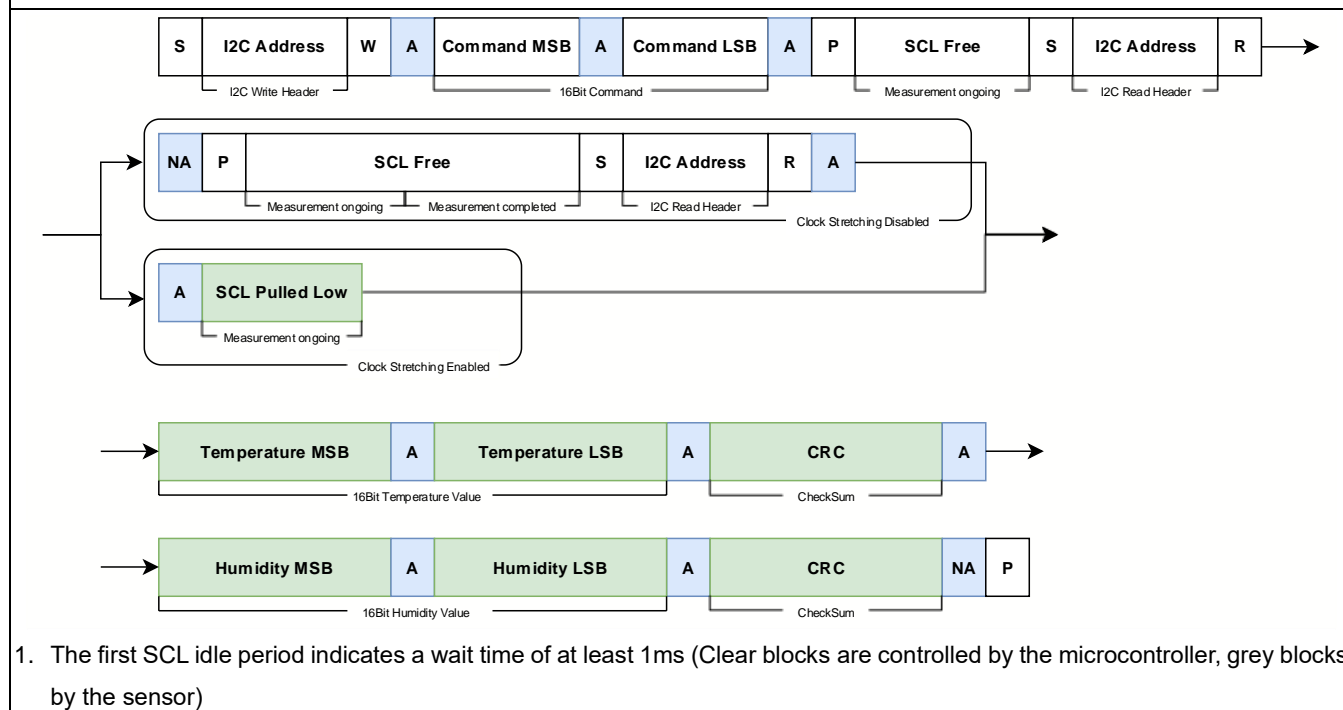 S I2C Address W A Command MSB A Command LSB A P SCL Free S I2C Address R
I2C Write Header 16Bit Command Measurement ongoing I2C Read Header
NA P SCL Free S I2C Address R A
Measurement ongoing Measurement completed I2C Read Header
Clock Stretching Disabled
A SCL Pulled Low
Measurement ongoing
Clock Stretching Enabled
Temperature MSB A Temperature LSB A CRC A
16Bit Temperature Value CheckSum
Humidity MSB A Humidity LSB A CRC NA P
16Bit Humidity Value CheckSum
1. The first SCL idle period indicates a wait time of at least 1ms (Clear blocks are controlled by the microcontroller, grey blocks
by the sensor)